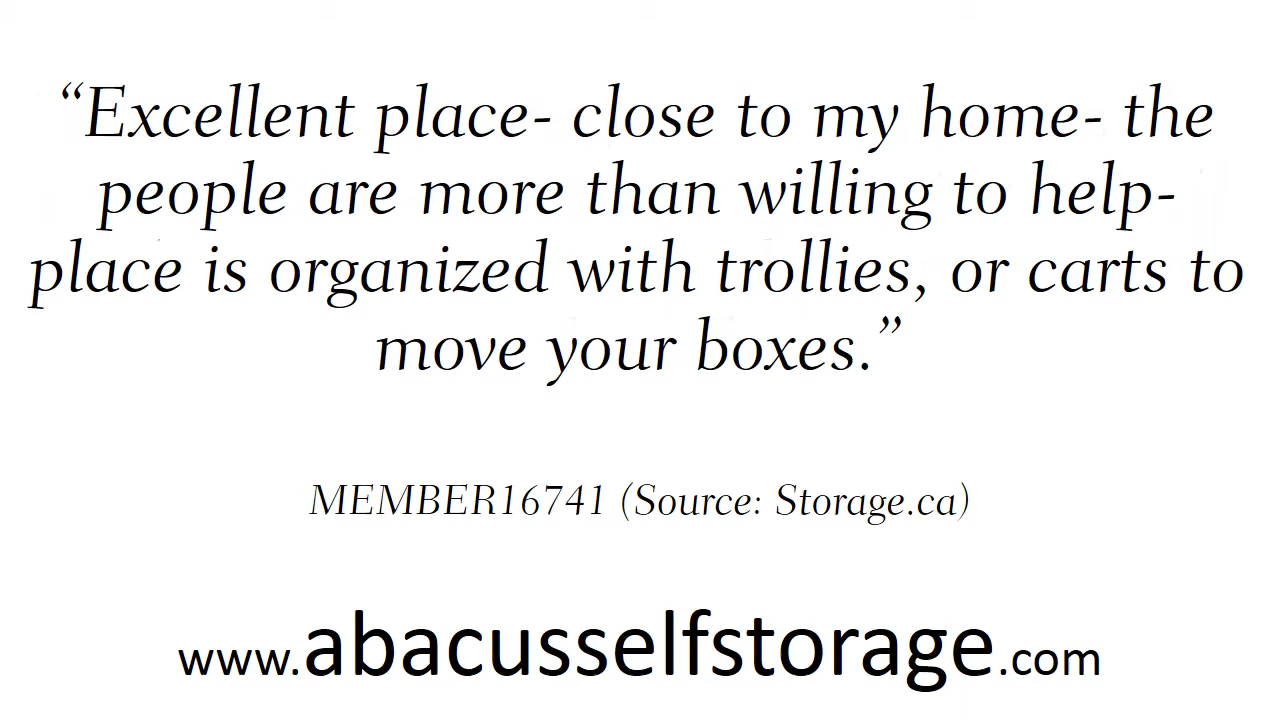 “Excellent place- close to my home- the
people are more than willing to help-
place is organized with trollies, or carts to
move your boxes.”
MEMBER16741 (Source: Storage.ca)
www.abacusselfstorage.com